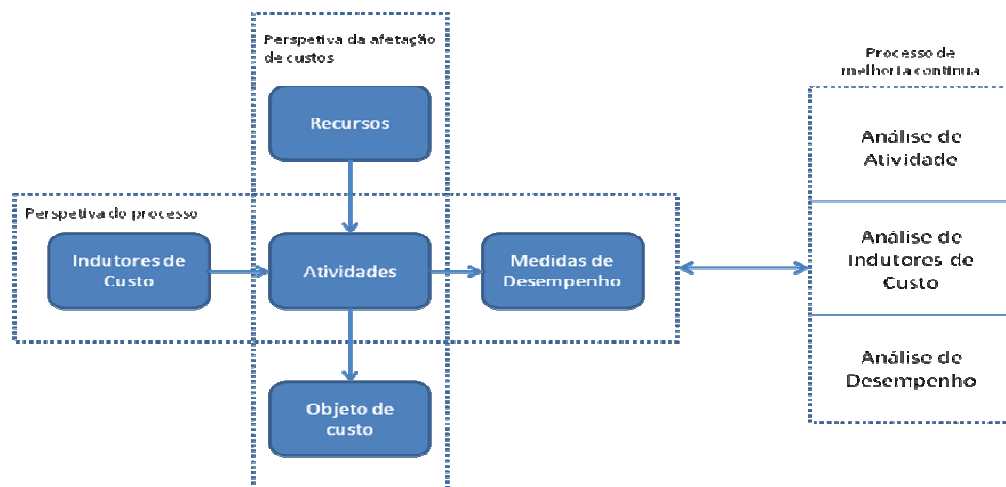 Perspetiva da afetação
de custos
Recursos
Perspetiva do processo
Indutores de
Custo
Atividades
Medidas de
Desempenho
Objeto de
custo
Processo de
melhoria continua
Análise de
Atividade
Análise de
Indutores de
Custo
Análise de
Desempenho